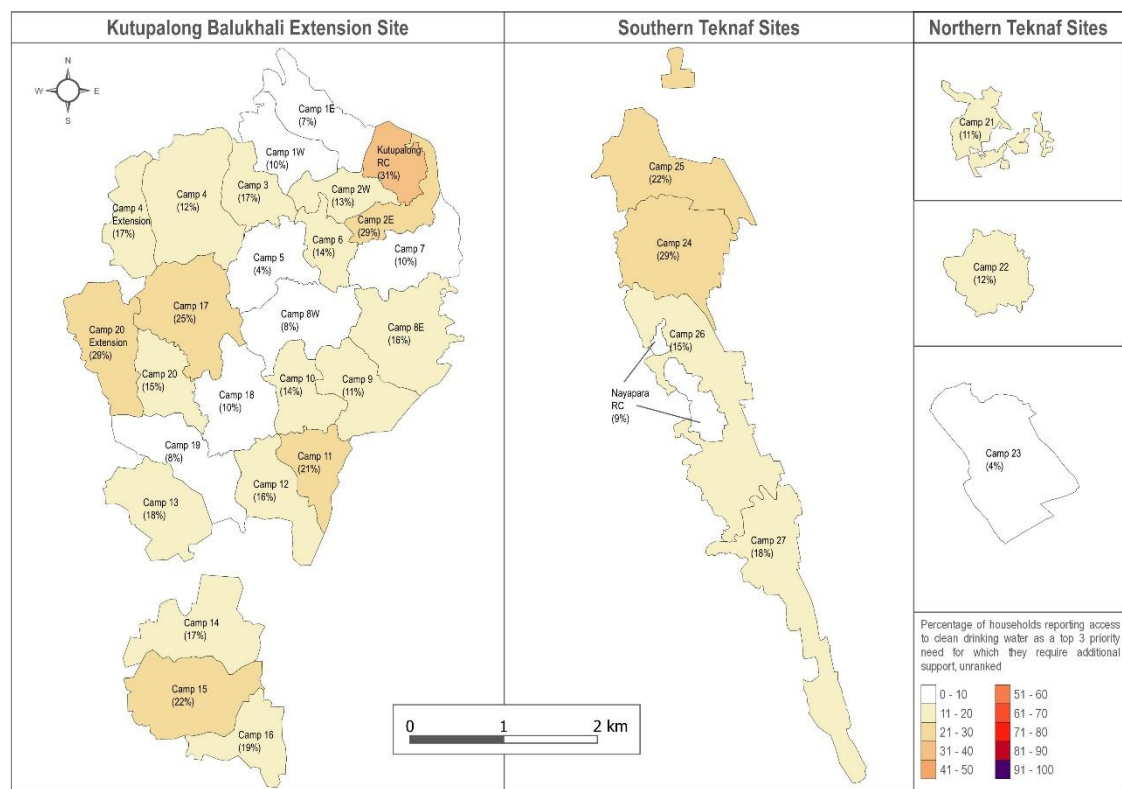 Kutupalong Balukhali Extension Site
Southern Teknaf Sites
Northern Teknaf Sites
N
W
E
S
Camp 1E
(7%)
Camp 1W
(10%)
Kutupalong
RC
(31%)
Camp 4
(12%)
Camp 3
(17%)
Camp 2W
(13%)
Camp 4
Extension
(17%)
Camp 2E
(29%)
Camp 6
(14%)
Camp 7
(10%)
Camp 5
(4%)
Camp 17
(25%)
Camp 8W
(8%)
Camp 8E
(16%)
Camp 20
Extension
(29%)
Camp 20
(15%)
Camp 18
(10%)
Camp 10
(14%)
Camp 9
(11%)
Camp 19
(8%)
Camp 11
(21%)
Camp 12
(16%)
Camp 13
(18%)
Camp 14
(17%)
Camp 15
(22%)
Camp 16
(19%)
Camp 25
(22%)
Camp 24
(29%)
Camp 26
(15%)
Nayapara
RC
(9%)
Camp 27
(18%)
0 1 2 km
Camp 21
(11%)
Camp 22
(12%)
Camp 23
(4%)
Percentage of households reporting access
to clean drinking water as a top 3 priority
need for which they require additional
support, unranked
0 - 10 51 - 60
11 - 20 61 - 70
21 - 30 71 - 80
31 - 40 81 - 90
41 - 50 91 - 100